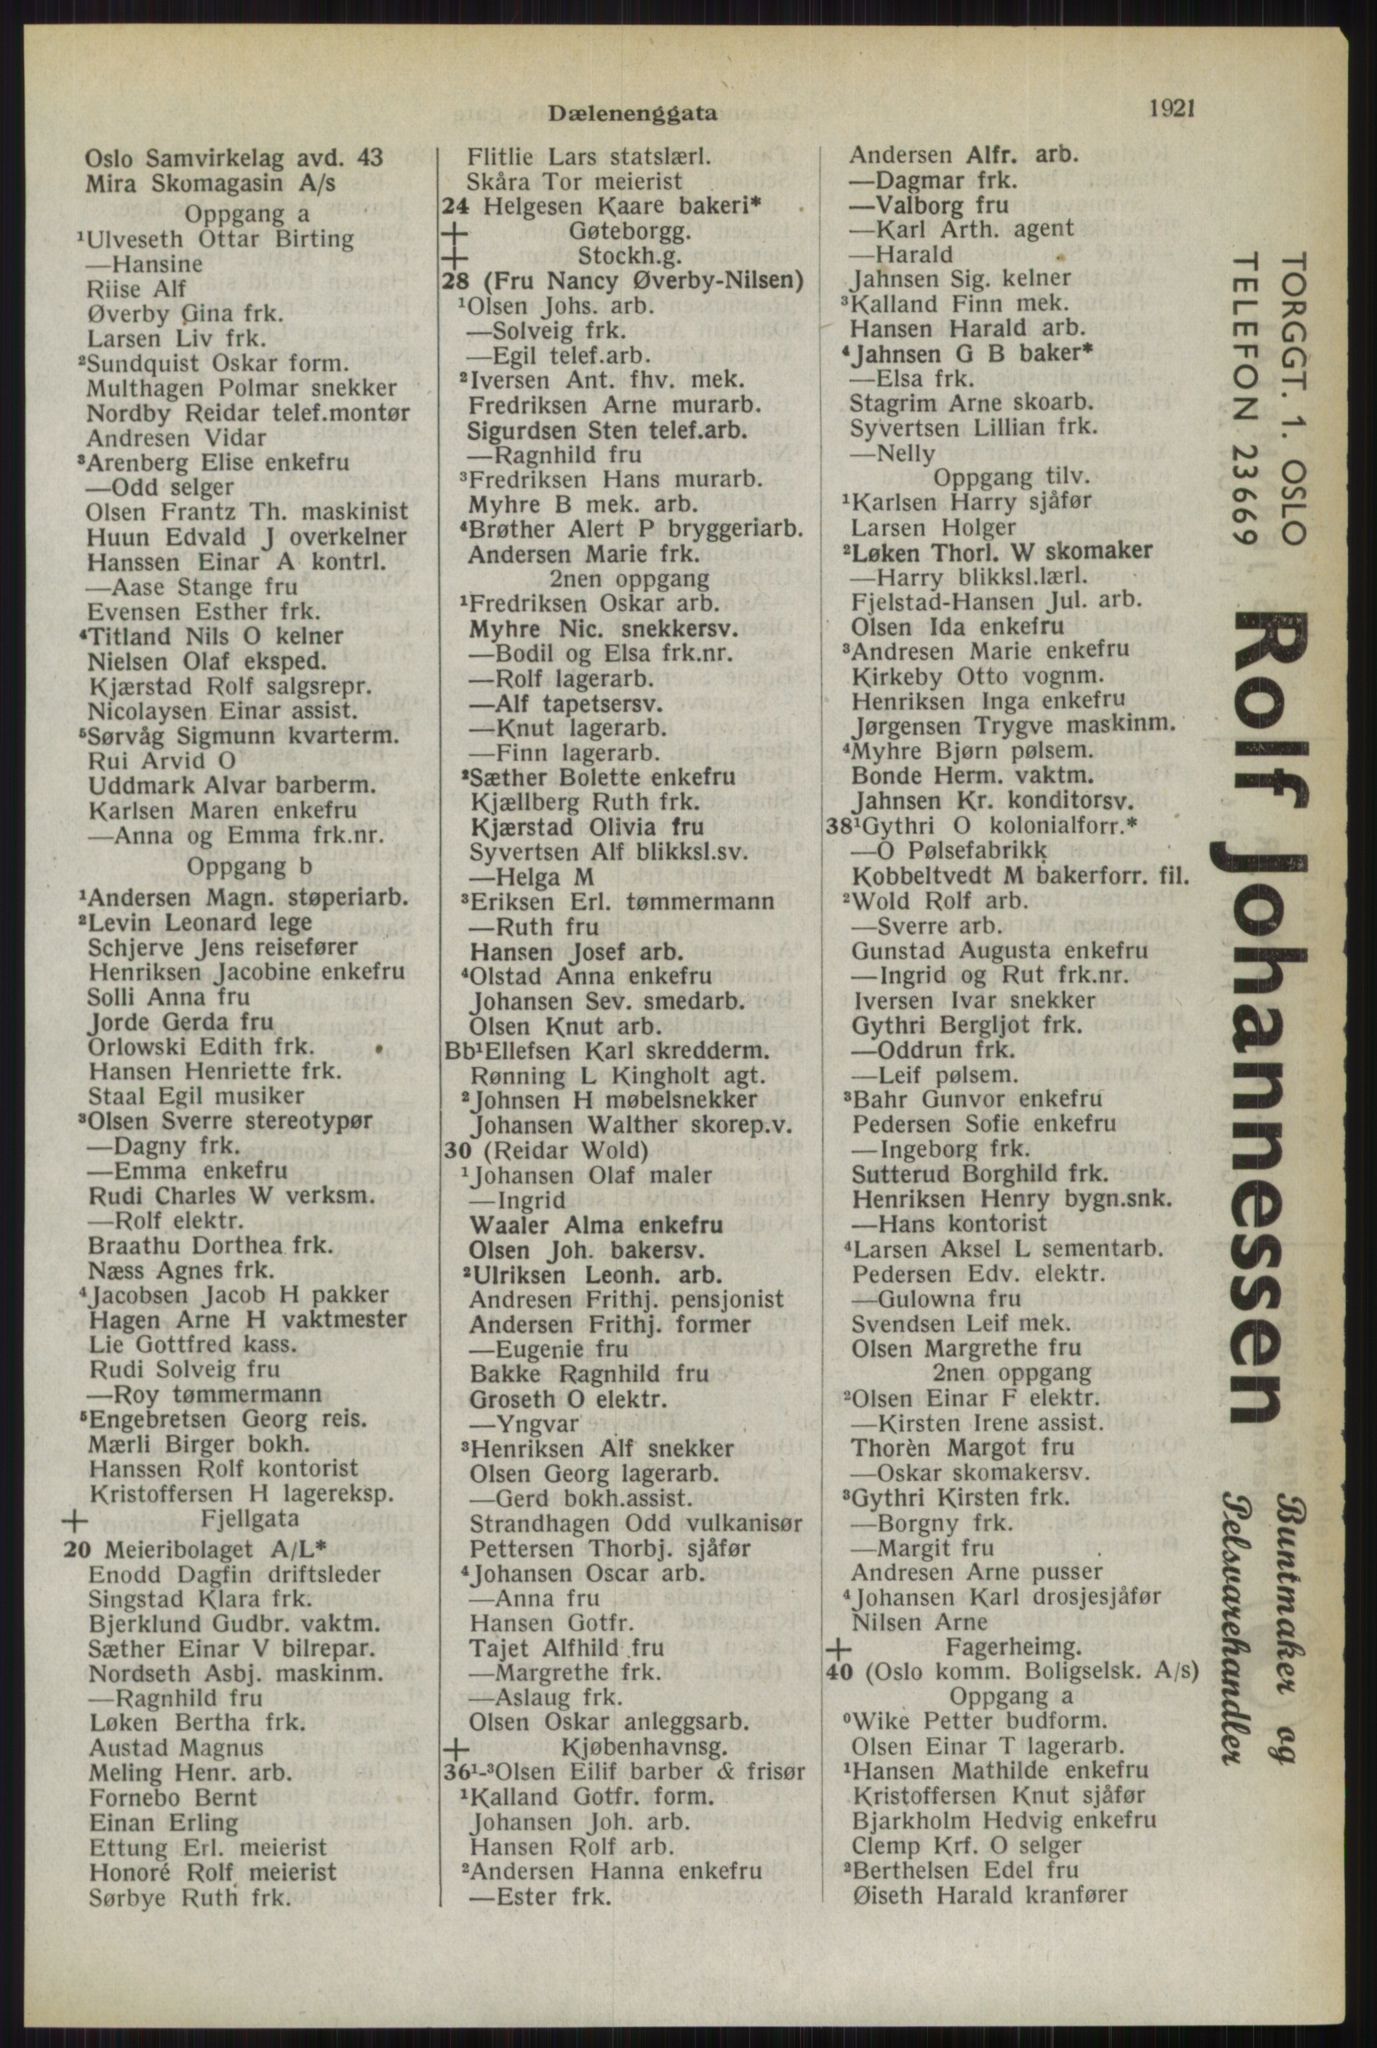 Dælenenggata
1921
Oslo Samvirkelag avd. 43
Mira Skomagasin A/s
Oppgang a
¹Ulveseth Ottar Birting
—Hansine
Riise Alf
Øverby Gina frk.
Larsen Liv frk.
²Sundquist Oskar form.
Multhagen Polmar snekker
Nordby Reidar telef.montør
Andresen Vidar
³Arenberg Elise enkefru
—Odd selger
Olsen Frantz Th. maskinist
Huun Edvald J overkelner
Hanssen Einar A kontrl.
—Aase Stange fru
Evensen Esther frk.
⁴Titland Nils O kelner
Nielsen Olaf eksped.
Kjærstad Rolf salgsrepr.
Nicolaysen Einar assist.
⁵Sørvåg Sigmunn kvarterm.
Rui Arvid O
Uddmark Alvar barberm.
Karlsen Maren enkefru
—Anna og Emma frk.nr.
Oppgang b
¹Andersen Magn. støperiarb.
²Levin Leonard lege
Schjerve Jens reisefører
Henriksen Jacobine enkefru
Solli Anna fru
Jorde Gerda fru
Orlowski Edith frk.
Hansen Henriette frk.
Staal Egil musiker
³Olsen Sverre stereotypør
—Dagny frk.
—Emma enkefru
Rudi Charles W verksm.
—Rolf elektr.
Braathu Dorthea frk.
Næss Agnes frk.
⁴Jacobsen Jacob H pakker
Hagen Arne H vaktmester
Lie Gottfred kass.
Rudi Solveig fru
—Roy tømmermann
⁵Engebretsen Georg reis.
Mærli Birger bokh.
Hanssen Rolf kontorist
Kristoffersen H lagereksp.
+ Fjellgata
20 Meieribolaget A/L*
Enodd Dagfin driftsleder
Singstad Klara frk.
Bjerklund Gudbr. vaktm.
Sæther Einar V bilrepar.
Nordseth Asbj. maskinm.
—Ragnhild fru
Løken Bertha frk.
Austad Magnus
Meling Henr. arb.
Fornebo Bernt
Einan Erling
Ettung Erl. meierist
Honoré Rolf meierist
Sørbye Ruth frk.
Flitlie Lars statslærl.
Skåra Tor meierist
24 Helgesen Kaare bakeri*
+ Gøteborgg.
+ Stockh.g.
28 (Fru Nancy Øverby-Nilsen)
¹Olsen Johs. arb.
—Solveig frk.
—Egil telef.arb.
²Iversen Ant. fhv. mek.
Fredriksen Arne murarb.
Sigurdsen Sten telef.arb.
—Ragnhild fru
³Fredriksen Hans murarb.
Myhre B mek. arb.
⁴Brøther Alert P bryggeriarb.
Andersen Marie frk.
2nen oppgang
¹Fredriksen Oskar arb.
Myhre Nic. snekkersv.
—Bodil og Elsa frk.nr.
—Rolf lagerarb.
—Alf tapetsersv.
—Knut lagerarb.
—Finn lagerarb.
²Sæther Bolette enkefru
Kjællberg Ruth frk.
Kjærstad Olivia fru
Syvertsen Alf blikksl.sv.
—Helga M
³Eriksen Erl. tømmermann
—Ruth fru
Hansen Josef arb.
⁴Olstad Anna enkefru
Johansen Sev. smedarb.
Olsen Knut arb.
Bb¹Ellefsen Karl skredderm.
Rønning L Kingholt agt.
²Johnsen H møbelsnekker
Johansen Walther skorep.v.
30 (Reidar Wold)
¹Johansen Olaf maler
—Ingrid
Waaler Alma enkefru
Olsen Joh. bakersv.
²Ulriksen Leonh. arb.
Andresen Frithj. pensjonist
Andersen Frithj. former
—Eugenie fru
Bakke Ragnhild fru
Groseth O elektr.
—Yngvar
³Henriksen Alf snekker
Olsen Georg lagerarb.
—Gerd bokh.assist.
Strandhagen Odd vulkanisør
Pettersen Thorbj. sjåfør
⁴Johansen Oscar arb.
—Anna fru
Hansen Gotfr.
Tajet Alfhild fru
—Margrethe frk.
—Aslaug frk.
Olsen Oskar anleggsarb.
+ Kjøbenhavnsg.
36¹-³Olsen Eilif barber & frisør
¹Kalland Gotfr. form.
Johansen Joh. arb.
Hansen Rolf arb.
²Andersen Hanna enkefru
—Ester frk.
Andersen Alfr. arb.
—Dagmar frk.
—Valborg fru
—Karl Arth. agent
—Harald
Jahnsen Sig. kelner
³Kalland Finn mek.
Hansen Harald arb.
⁴Jahnsen G B baker*
—Elsa frk.
Stagrim Arne skoarb.
Syvertsen Lillian frk.
—Nelly
Oppgang tilv.
¹Karlsen Harry sjåfør
Larsen Holger
²Løken Thorl. W skomaker
—Harry blikksl.lærl.
Fjelstad-Hansen Jul. arb.
Olsen Ida enkefru
³Andresen Marie enkefru
Kirkeby Otto vognm.
Henriksen Inga enkefru
Jørgensen Trygve maskinm.
⁴Myhre Bjørn pølsem.
Bonde Herm. vaktm.
Jahnsen Kr. konditorsv.
38¹Gythri O kolonialforr.*
—O Pølsefabrikk
Kobbeltvedt M bakerforr. fil.
²Wold Rolf arb.
—Sverre arb.
Gunstad Augusta enkefru
—Ingrid og Rut frk.nr.
Iversen Ivar snekker
Gythri Bergljot frk.
—Oddrun frk.
—Leif pølsem.
³Bahr Gunvor enkefru
Pedersen Sofie enkefru
—Ingeborg frk.
Sutterud Borghild frk.
Henriksen Henry bygn.snk.
—Hans kontorist
⁴Larsen Aksel L sementarb.
Pedersen Edv. elektr.
—Gulowna fru
Svendsen Leif mek.
Olsen Margrethe fru
2nen oppgang
²Olsen Einar F elektr.
—Kirsten Irene assist.
Thorèn Margot fru
—Oskar skomakersv.
³Gythri Kirsten frk.
—Borgny frk.
—Margit fru
Andresen Arne pusser
⁴Johansen Karl drosjesjåfør
Nilsen Arne
+ Fagerheimg.
40 (Oslo komm. Boligselsk. A/s)
Oppgang a
⁰Wike Petter budform.
Olsen Einar T lagerarb.
¹Hansen Mathilde enkefru
Kristoffersen Knut sjåfør
Bjarkholm Hedvig enkefru
Clemp Krf. O selger
²Berthelsen Edel fru
Øiseth Harald kranfører
TORGGT. 1. OSLO
TELEFON 23669
Rolf Johannessen
Buntmaker og
Pelsvarehandler